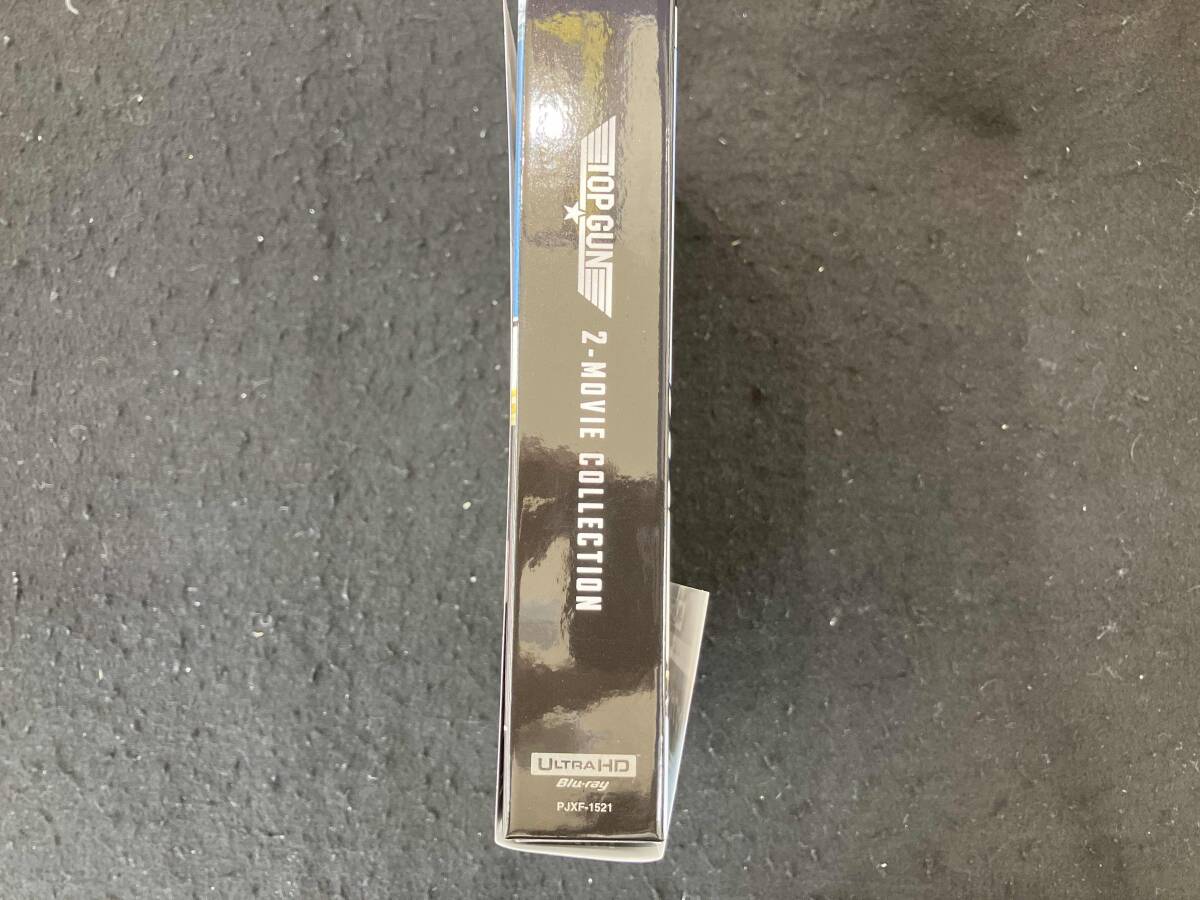 TOP GUN
2-MOVIE COLLECTION
ULTRA HD
Blu-ray
PJXF-1521